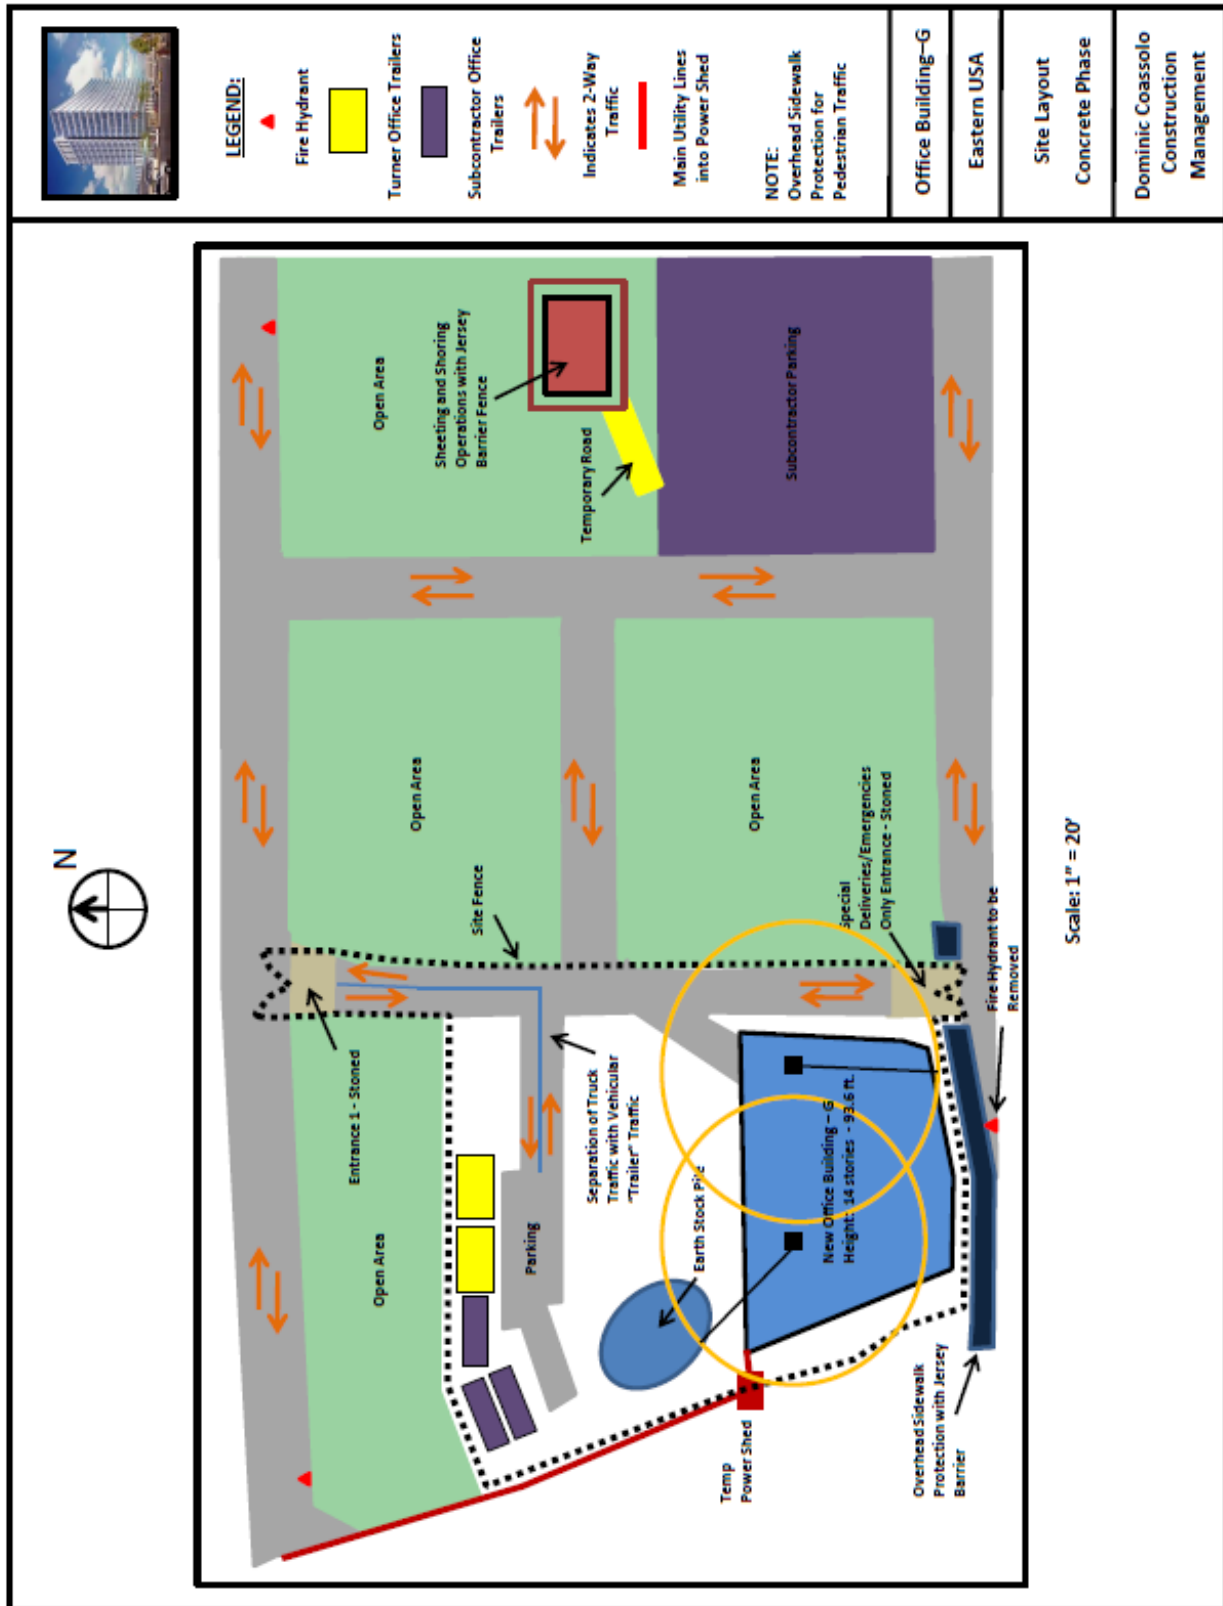 N
Open Area
Open Area
Open Area
Open Area
Entrance 1 - Stoned
Site Fence
Sheeting and Shoring
Operations with Jersey
Barrier Fence
Temporary Road
Subcontractor Parking
Parking
Separation of Truck
Traffic with Vehicular
"Trailer" Traffic
Earth Stock Pile
New Office Building – G
Height: 14 stories - 93.6 ft.
Special
Deliveries/Emergencies
Only Entrance - Stoned
Fire Hydrant to be
Removed
Temp
Power Shed
Overhead Sidewalk
Protection with Jersey
Barrier
Scale: 1" = 20'
LEGEND:
Fire Hydrant
Turner Office Trailers
Subcontractor Office
Trailers
Indicates 2-Way
Traffic
Main Utility Lines
into Power Shed
NOTE:
Overhead Sidewalk
Protection for
Pedestrian Traffic
Office Building–G
Eastern USA
Site Layout
Concrete Phase
Dominic Coassolo
Construction
Management